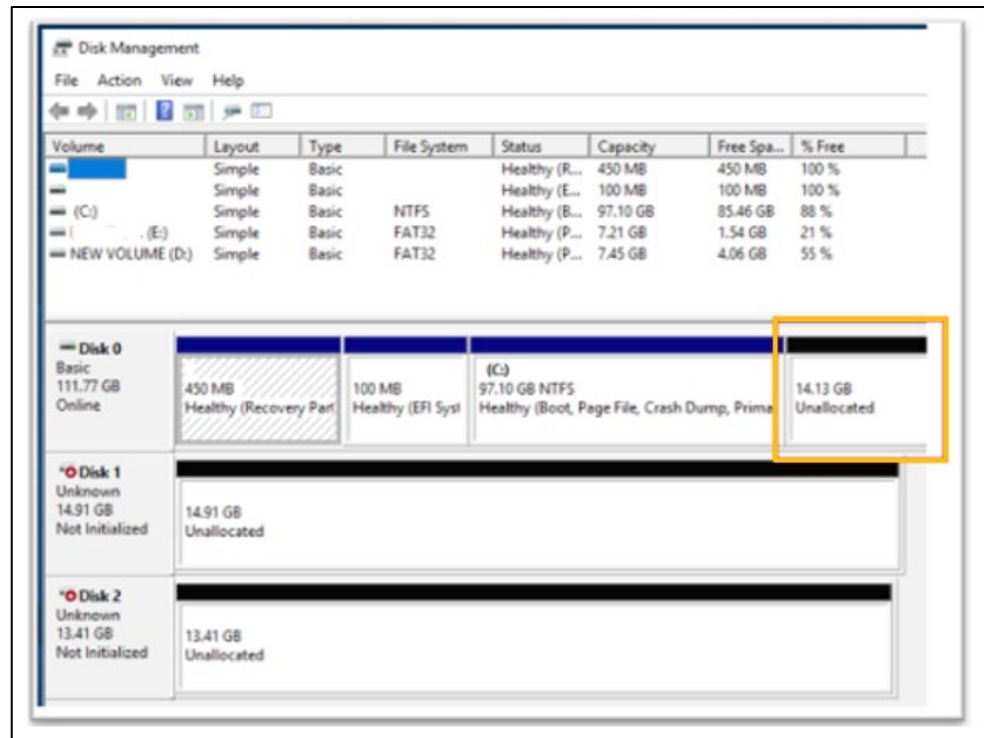 Disk Management
File Action View Help
Volume Layout Type File System Status Capacity Free Spa... % Free
Simple Basic Healthy (R... 450 MB 450 MB 100 %
Simple Basic Healthy (E... 100 MB 100 MB 100 %
(C:) Simple Basic NTFS Healthy (B... 97.10 GB 85.46 GB 88 %
(E:) Simple Basic FAT32 Healthy (P... 7.21 GB 1.54 GB 21 %
NEW VOLUME (D:) Simple Basic FAT32 Healthy (P... 7.45 GB 4.06 GB 55 %
Disk 0
Basic
111.77 GB
Online
450 MB
Healthy (Recovery Part
100 MB
Healthy (EFI Syst
(C:)
97.10 GB NTFS
Healthy (Boot, Page File, Crash Dump, Prima
14.13 GB
Unallocated
Disk 1
Unknown
14.91 GB
Not Initialized
14.91 GB
Unallocated
Disk 2
Unknown
13.41 GB
Not Initialized
13.41 GB
Unallocated